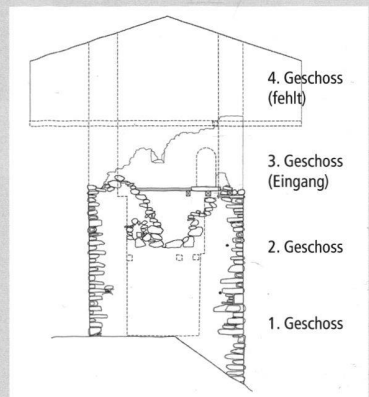 4. Geschoss
(fehlt)
3. Geschoss
(Eingang)
2. Geschoss
1. Geschoss